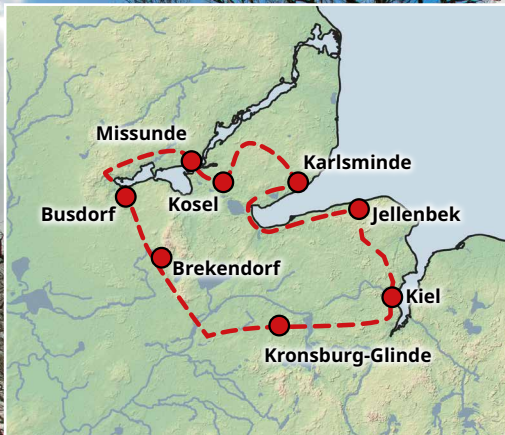 Missunde
Karlsminde
Kosel
Busdorf
Jellenbek
Brekendorf
Kiel
Kronsburg-Glinde